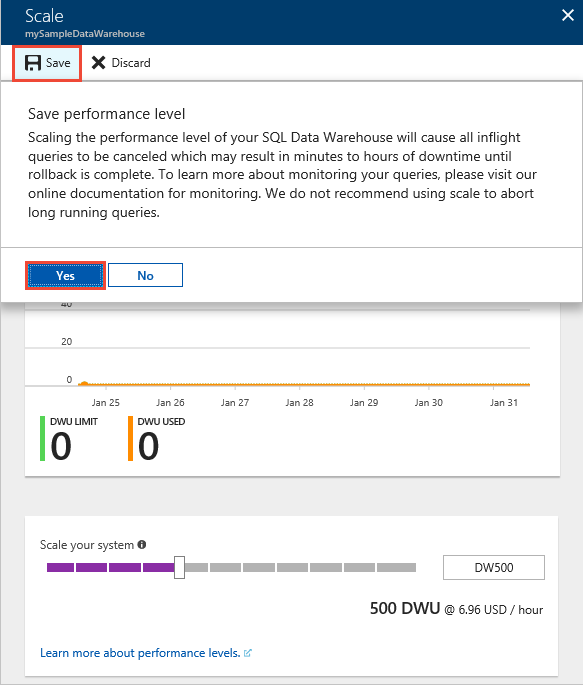 Scale
mySampleDataWarehouse
Save Discard
Save performance level
Scaling the performance level of your SQL Data Warehouse will cause all inflight
queries to be canceled which may result in minutes to hours of downtime until
rollback is complete. To learn more about monitoring your queries, please visit our
online documentation for monitoring. We do not recommend using scale to abort
long running queries.
Yes No
40
20
0
Jan 25 Jan 26 Jan 27 Jan 28 Jan 29 Jan 30 Jan 31
DWU LIMIT DWU USED
0 0
Scale your system
DW500
500 DWU @ 6.96 USD / hour
Learn more about performance levels.